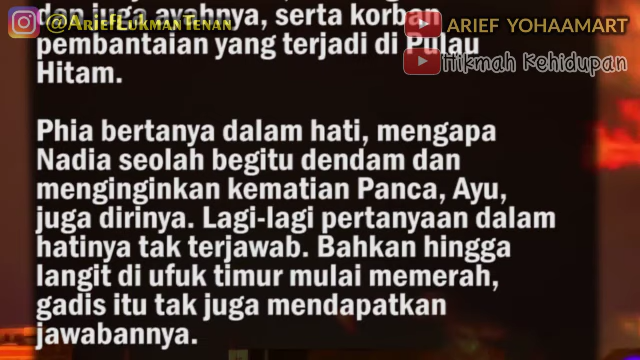 @AriefLukmanTenan
ARIEF YOHAAMART
Hikmah Kehidupan
dan juga ayahnya, serta korban
pembantaian yang terjadi di Pulau
Hitam.
Phia bertanya dalam hati, mengapa
Nadia seolah begitu dendam dan
menginginkan kematian Panca, Ayu,
juga dirinya. Lagi-lagi pertanyaan dalam
hatinya tak terjawab. Bahkan hingga
langit di ufuk timur mulai memerah,
gadis itu tak juga mendapatkan
jawabannya.